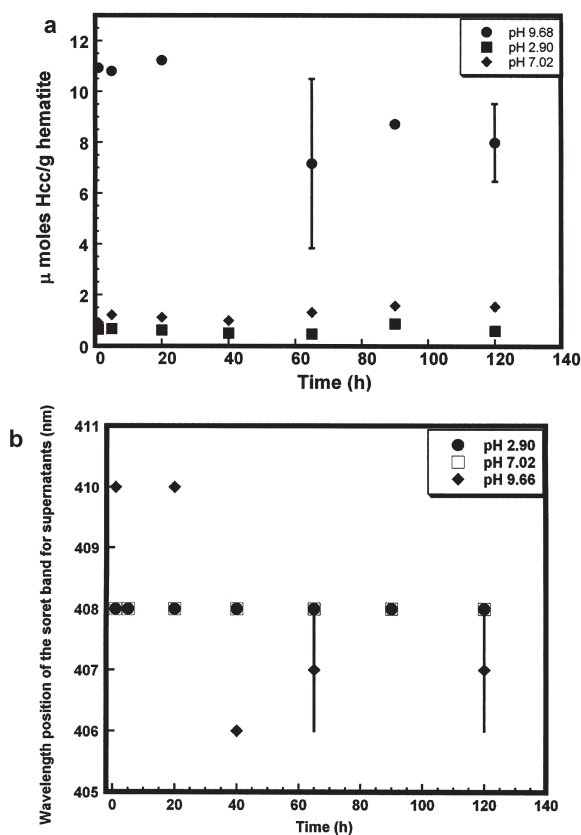 a
μ moles Hcc/g hematite
12
10
8
6
4
2
0
0
20
40
60
80
100
120
140
Time (h)
pH 9.68
pH 2.90
pH 7.02
b
Wavelength position of the soret band for supernatants (nm)
411
410
409
408
407
406
405
0
20
40
60
80
100
120
140
Time (h)
pH 2.90
pH 7.02
pH 9.66